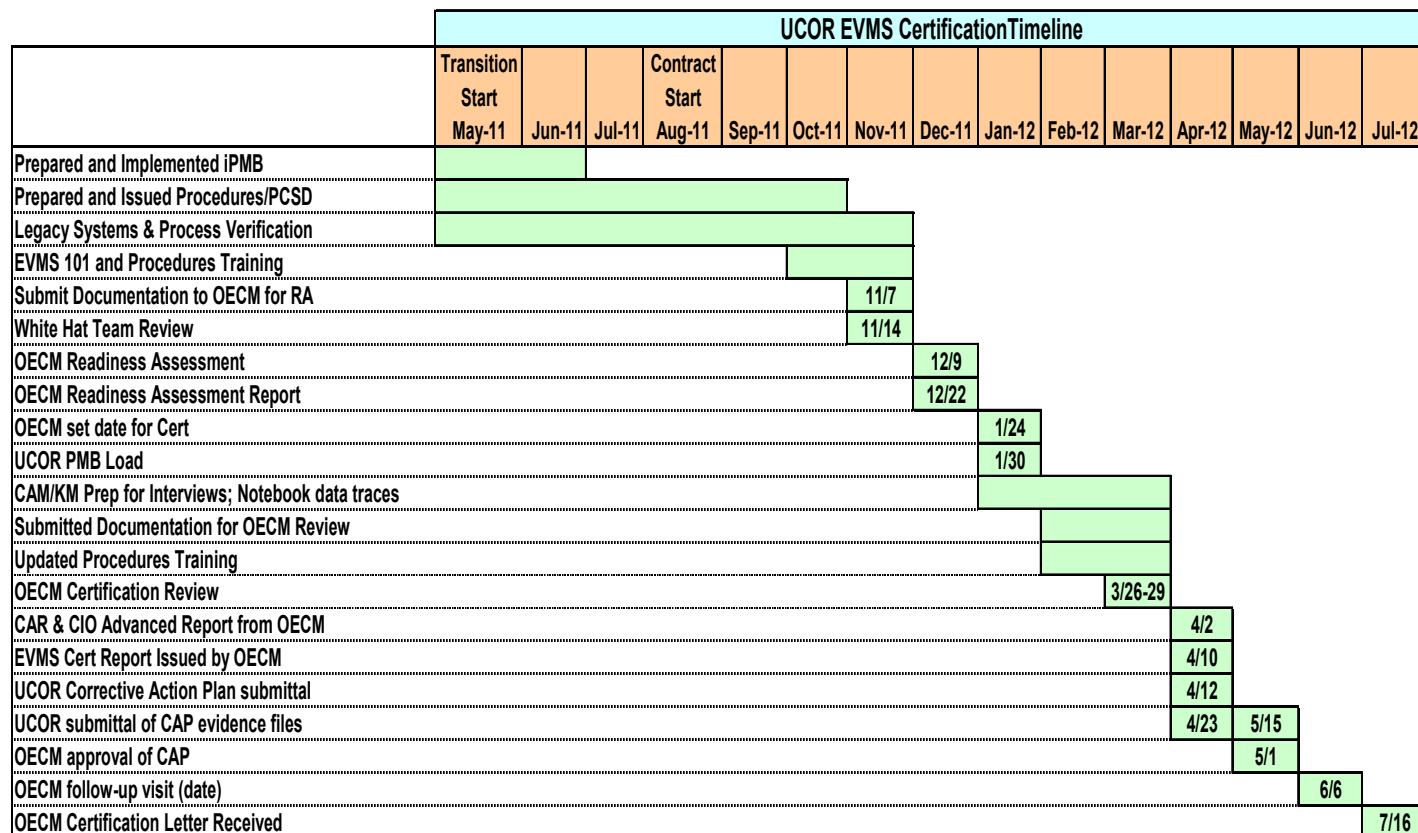 UCOR EVMS CertificationTimeline
Transition Start May-11 Jun-11 Jul-11 Contract Start Aug-11 Sep-11 Oct-11 Nov-11 Dec-11 Jan-12 Feb-12 Mar-12 Apr-12 May-12 Jun-12 Jul-12
Prepared and Implemented iPMB
Prepared and Issued Procedures/PCSD
Legacy Systems & Process Verification
EVMS 101 and Procedures Training
Submit Documentation to OECM for RA 11/7
White Hat Team Review 11/14
OECM Readiness Assessment 12/9
OECM Readiness Assessment Report 12/22
OECM set date for Cert 1/24
UCOR PMB Load 1/30
CAM/KM Prep for Interviews; Notebook data traces
Submitted Documentation for OECM Review
Updated Procedures Training
OECM Certification Review 3/26-29
CAR & CIO Advanced Report from OECM 4/2
EVMS Cert Report Issued by OECM 4/10
UCOR Corrective Action Plan submittal 4/12
UCOR submittal of CAP evidence files 4/23 5/15
OECM approval of CAP 5/1
OECM follow-up visit (date) 6/6
OECM Certification Letter Received 7/16